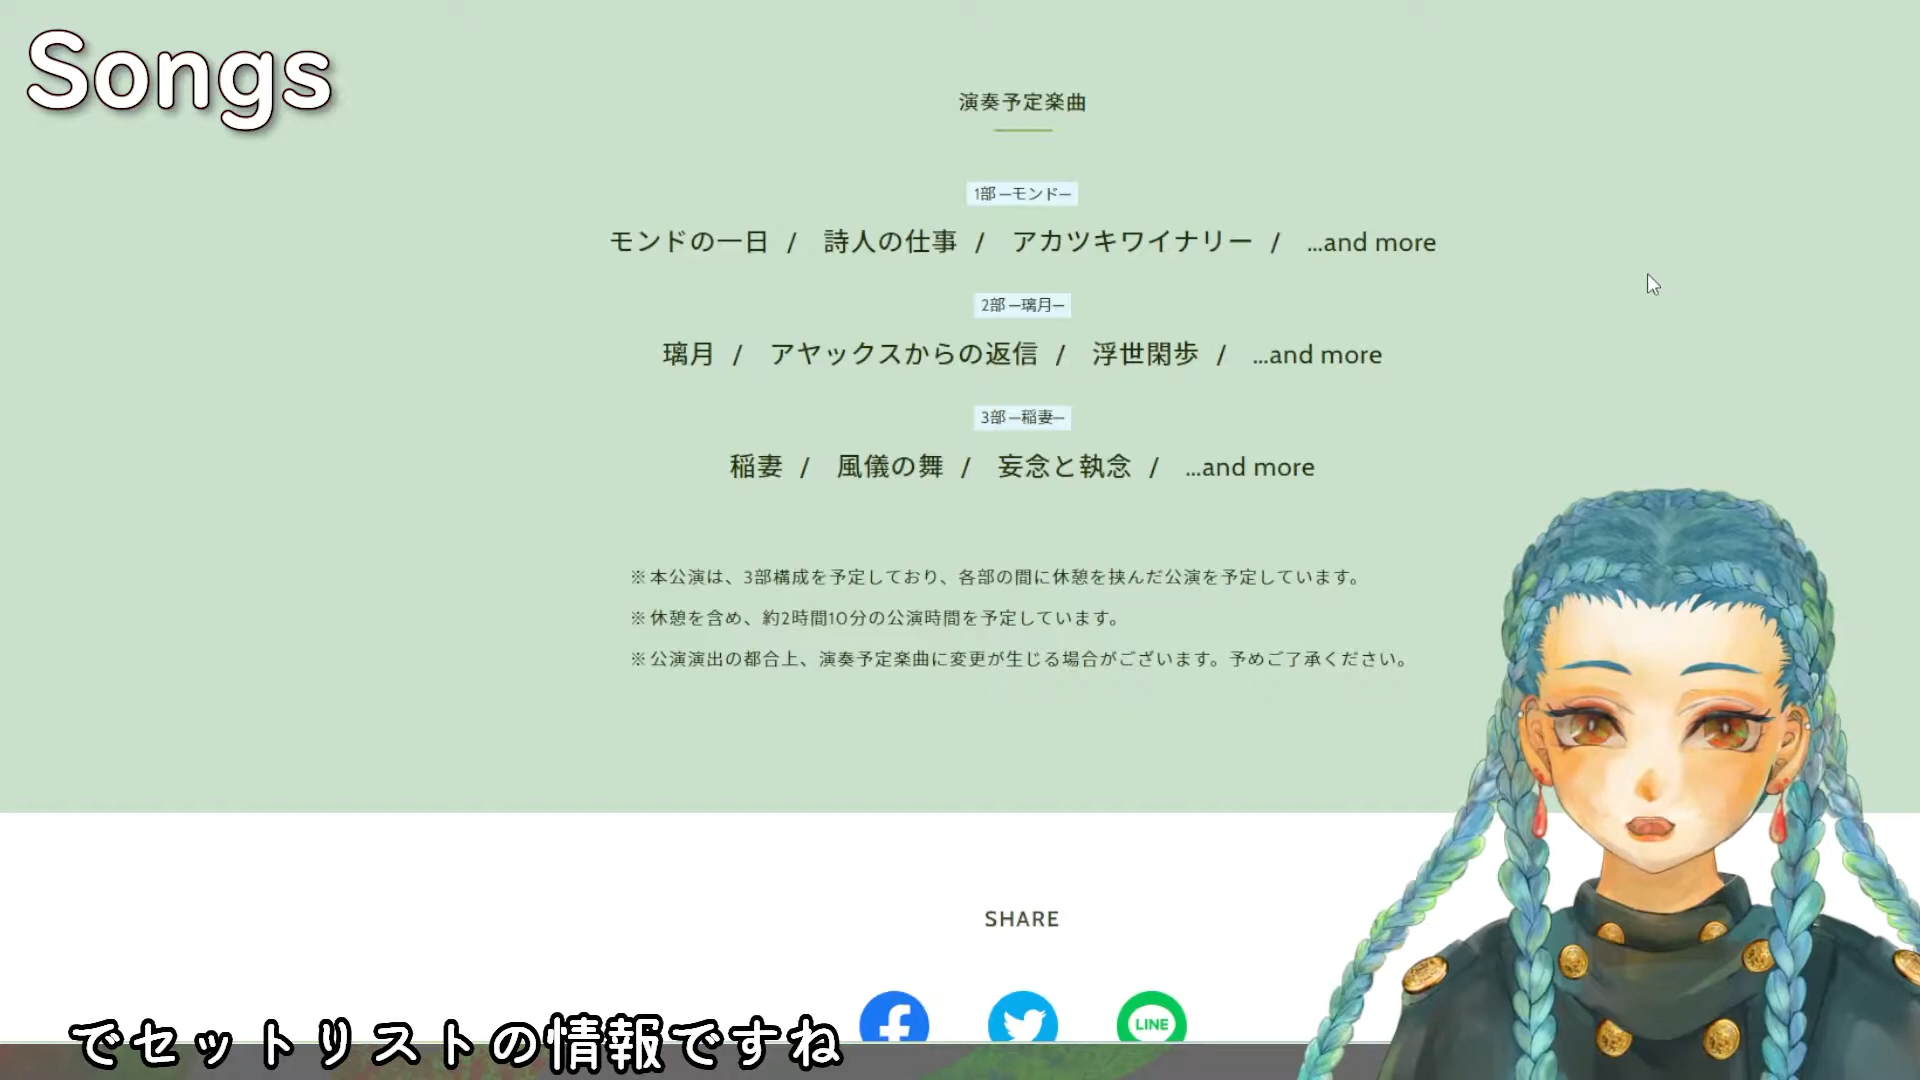 Songs
演奏予定楽曲
1部 ーモンドー
モンドの一日 / 詩人の仕事 / アカツキワイナリー / ...and more
2部 ー璃月ー
璃月 / アヤックスからの返信 / 浮世閑歩 / ...and more
3部 ー稲妻ー
稲妻 / 風儀の舞 / 妄念と執念 / ...and more
※本公演は、3部構成を予定しており、各部の間に休憩を挟んだ公演を予定しています。
※休憩を含め、約2時間10分の公演時間を予定しています。
※公演演出の都合上、演奏予定楽曲に変更が生じる場合がございます。予めご了承ください。
SHARE
LINE
でセットリストの情報ですね